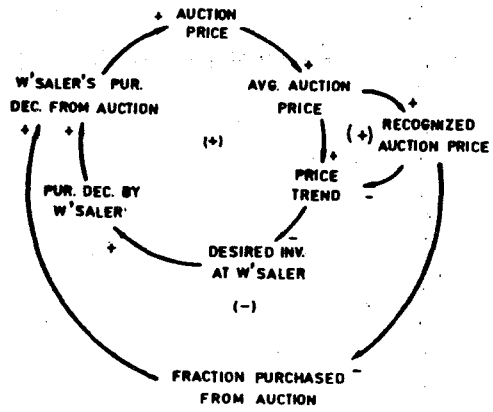 + AUCTION
PRICE
W'SALER'S PUR.
DEC. FROM AUCTION
+ +
+
AVG. AUCTION
PRICE
(+)
+
(+) RECOGNIZED
AUCTION PRICE
+
PRICE
TREND
-
PUR. DEC. BY
W'SALER
+
-
DESIRED INV.
AT W'SALER
(-)
FRACTION PURCHASED -
FROM AUCTION